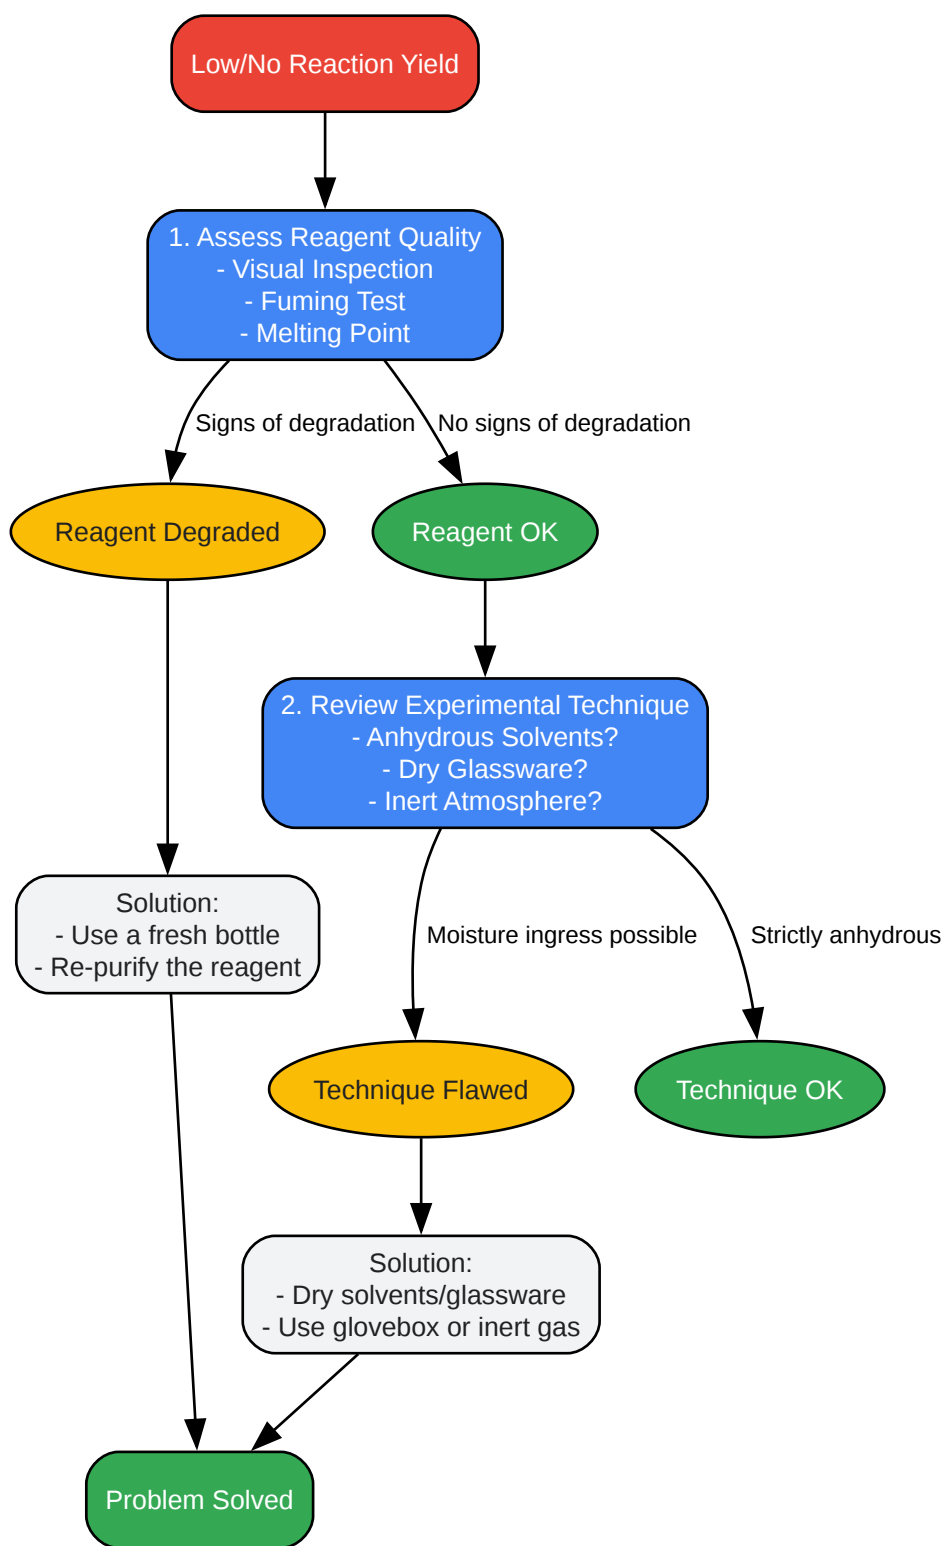 Low/No Reaction Yield
1. Assess Reagent Quality
- Visual Inspection
- Fuming Test
- Melting Point
Signs of degradation
No signs of degradation
Reagent Degraded
Reagent OK
2. Review Experimental Technique
- Anhydrous Solvents?
- Dry Glassware?
- Inert Atmosphere?
Solution:
- Use a fresh bottle
- Re-purify the reagent
Moisture ingress possible
Strictly anhydrous
Technique Flawed
Technique OK
Solution:
- Dry solvents/glassware
- Use glovebox or inert gas
Problem Solved